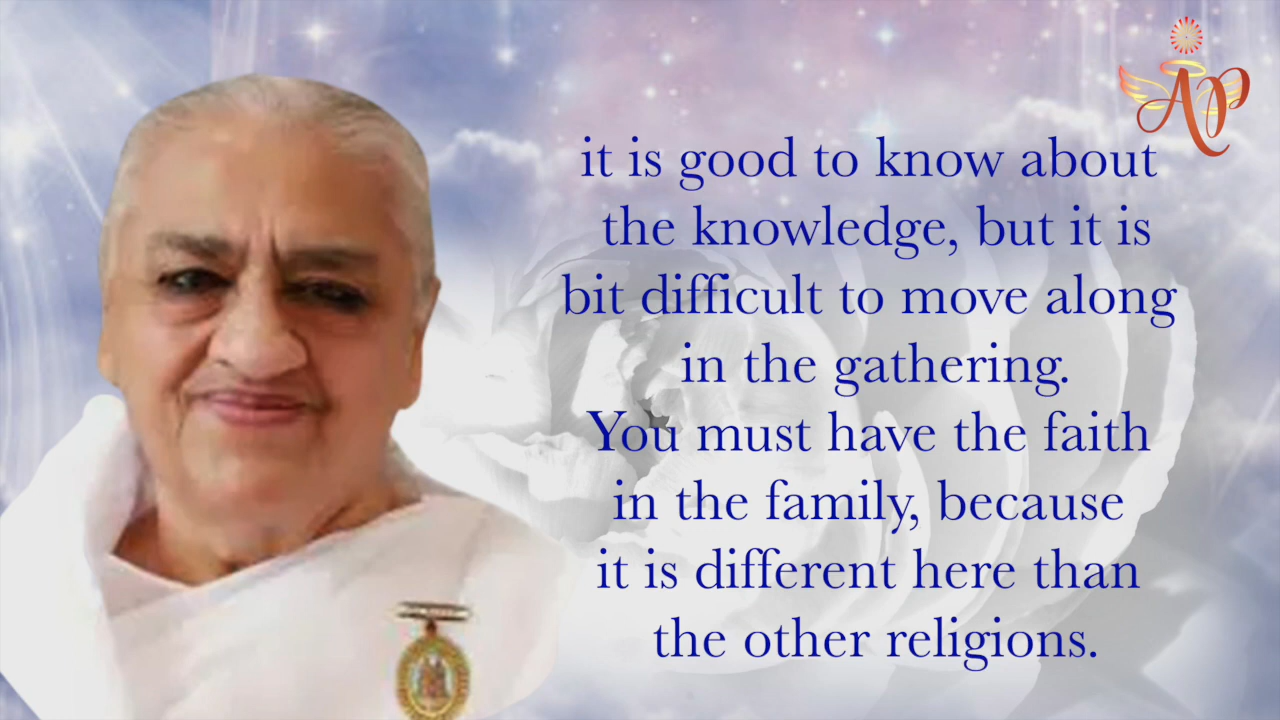 AP
it is good to know about
the knowledge, but it is
bit difficult to move along
in the gathering.
You must have the faith
in the family, because
it is different here than
the other religions.